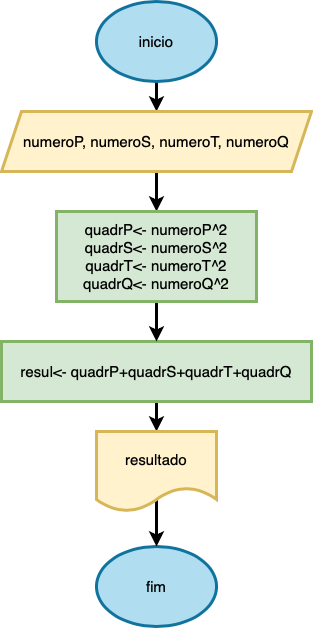 inicio
numeroP, numeroS, numeroT, numeroQ
quadrP<- numeroP^2
quadrS<- numeroS^2
quadrT<- numeroT^2
quadrQ<- numeroQ^2
resul<- quadrP+quadrS+quadrT+quadrQ
resultado
fim